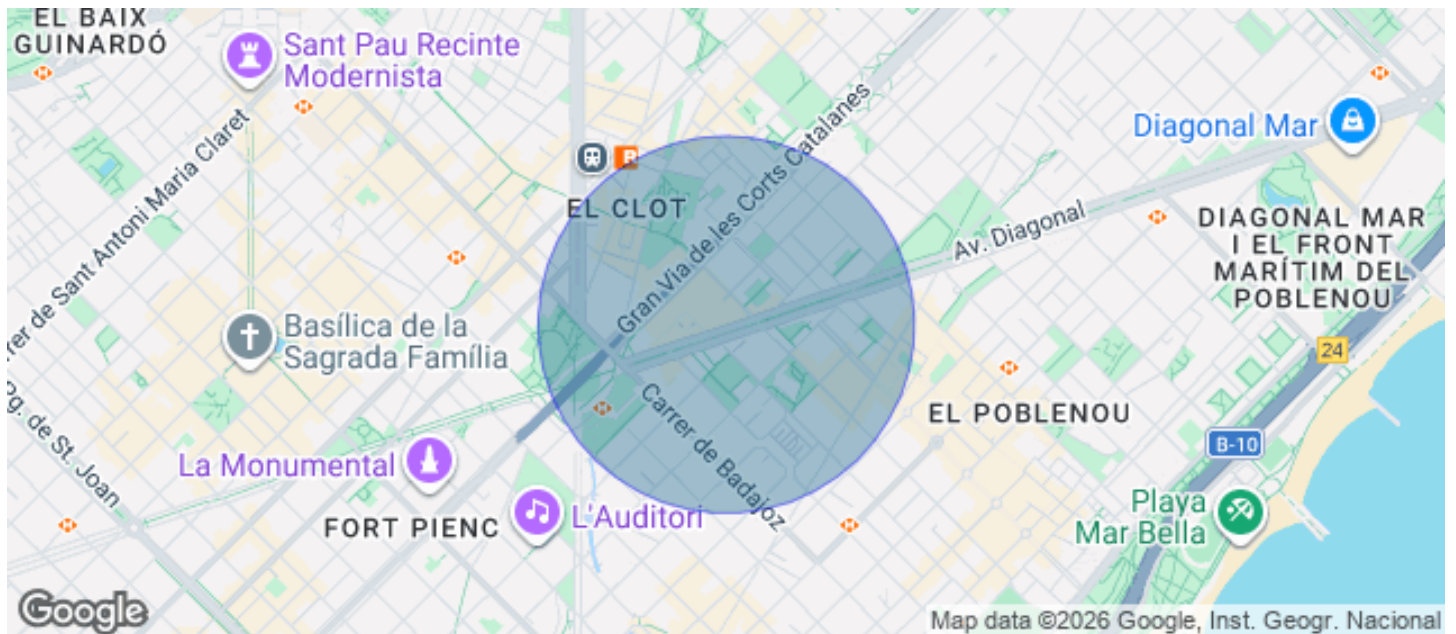 EL BAIX
GUINARDÓ
Sant Pau Recinte
Modernista
Carrer de Sant Antoni Maria Claret
Gran Via de les Corts Catalanes
Diagonal Mar
EL CLOT
Av. Diagonal
DIAGONAL MAR
I EL FRONT
MARÍTIM DEL
POBLENOU
Basílica de la
Sagrada Família
24
Pg. de St. Joan
Carrer de Badajoz
EL POBLENOU
B-10
La Monumental
L'Auditori
FORT PIENC
Playa
Mar Bella
Google
Map data ©2026 Google, Inst. Geogr. Nacional